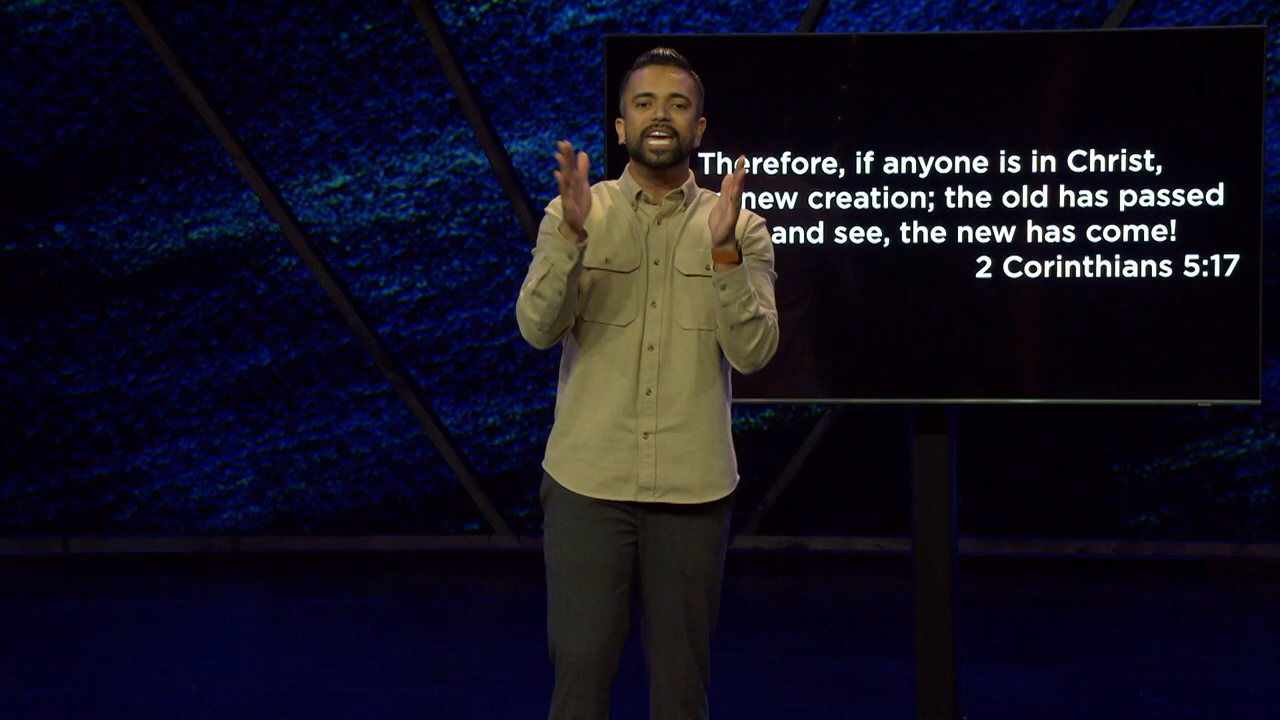 Therefore, if anyone is in Christ,
new creation; the old has passed
and see, the new has come!
2 Corinthians 5:17